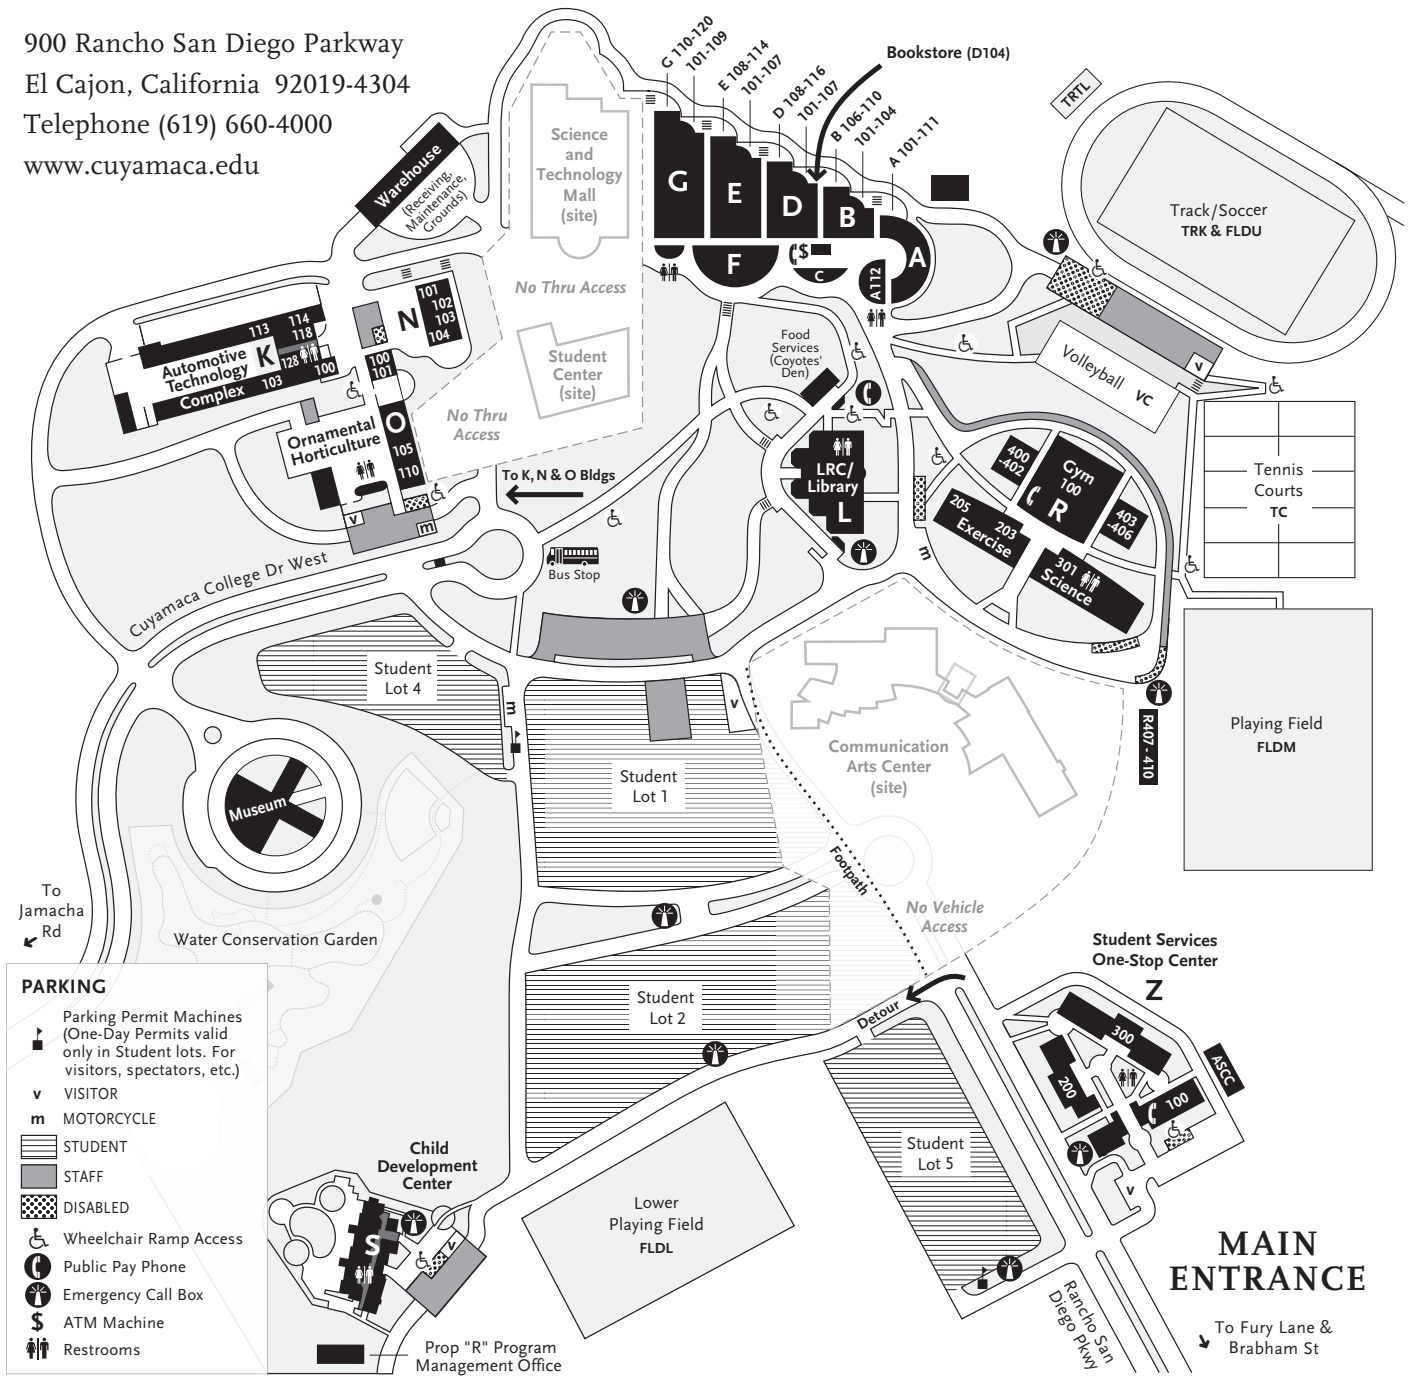 900 Rancho San Diego Parkway
El Cajon, California 92019-4304
Telephone (619) 660-4000
www.cuyamaca.edu
G 110-120
101-109
E 108-114
101-107
D 108-116
101-107
B 106-110
101-104
A 101-111
Bookstore (D104)
TRTL
Science
and
Technology
Mall
(site)
G
E
D
B
A
F
$
C
A112
Warehouse
(Receiving,
Maintenance,
Grounds)
Track/Soccer
TRK & FLDU
No Thru Access
N
101
102
103
104
113
114
118
Automotive
Technology
Complex
K
128
103
100
100
101
O
105
110
Ornamental
Horticulture
v
m
Student
Center
(site)
No Thru
Access
Food
Services
(Coyotes'
Den)
Volleyball
VC
v
Tennis
Courts
TC
To K, N & O Bldgs
LRC/
Library
L
m
400
-402
Gym
100
R
403
-406
205
203
Exercise
301
Science
Bus Stop
Cuyamaca College Dr West
Student
Lot 4
m
v
Student
Lot 1
Communication
Arts Center
(site)
R407 - 410
Playing Field
FLDM
Museum
Footpath
No Vehicle
Access
To
Jamacha
Rd
Water Conservation Garden
Student Services
One-Stop Center
Z
300
200
100
ASCC
v
Student
Lot 2
Detour
Student
Lot 5
PARKING
Parking Permit Machines
(One-Day Permits valid
only in Student lots. For
visitors, spectators, etc.)
v VISITOR
m MOTORCYCLE
STUDENT
STAFF
DISABLED
Wheelchair Ramp Access
Public Pay Phone
Emergency Call Box
$ ATM Machine
Restrooms
Child
Development
Center
S
v
Lower
Playing Field
FLDL
Prop "R" Program
Management Office
Rancho San
Diego Pkwy
MAIN
ENTRANCE
To Fury Lane &
Brabham St